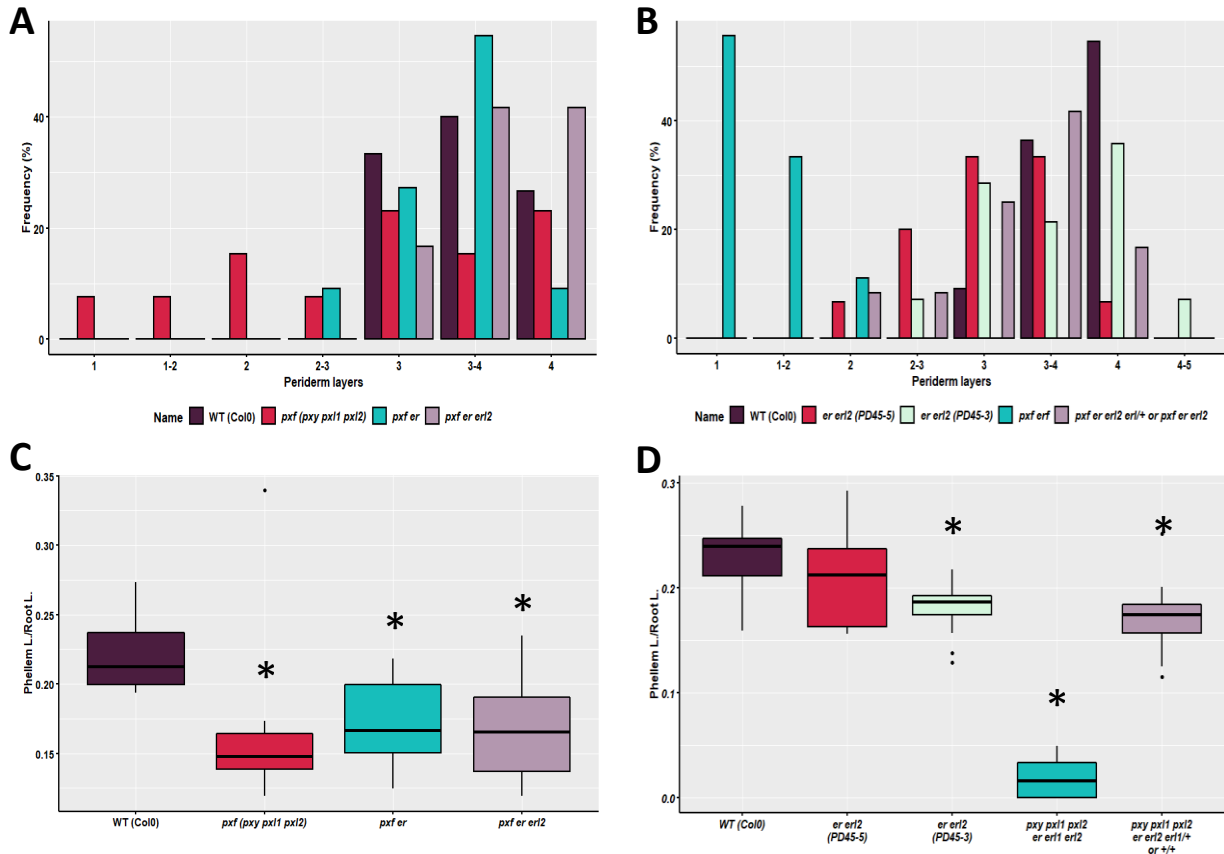 A
Frequency (%)
40
20
0
1 1-2 2 2-3 3 3-4 4
Periderm layers
Name WT (Col0) pxf (pxy pxl1 pxl2) pxf er pxf er erl2
B
Frequency (%)
40
20
0
1 1-2 2 2-3 3 3-4 4 4-5
Periderm layers
Name WT (Col0) er erl2 (PD45-5) er erl2 (PD45-3) pxf erf pxf er erl2 erl/+ or pxf er erl2
C
Phellem L./Root L.
0.35
0.30
0.25
0.20
0.15
* * *
WT (Col0) pxf (pxy pxl1 pxl2) pxf er pxf er erl2
D
Phellem L./Root L.
0.3
0.2
0.1
0.0
* * *
WT (Col0) er erl2 er erl2 pxy pxl1 pxl2 pxy pxl1 pxl2
(PD45-5) (PD45-3) er erl1 erl2 er erl2 erl1/+
or +/+